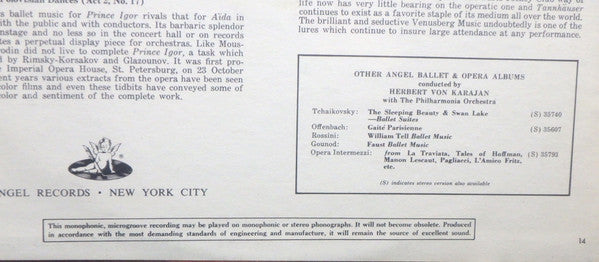 olovsian Dances (Act 2, No. 17)
s ballet music for Prince Igor rivals that for Aïda in
ith the public and with conductors. Its barbaric splendor
nstage and no less so in the concert hall or on records
ates a perpetual display piece for orchestras. Like Mous-
rodin did not live to complete Prince Igor, a task which
d by Rimsky-Korsakov and Glazounov. It was first pro-
e Imperial Opera House, St. Petersburg, on 23 October
ent years various extracts from the opera have been seen
olor films and even these tidbits have conveyed some of
color and sentiment of the complete work.
NGEL RECORDS • NEW YORK CITY
life now has very little bearing on the operatic one and Tannhäuser
continues to exist as a favorite staple of its medium all over the world.
The brilliant and seductive Venusberg Music undoubtedly is one of the
lures which continue to insure large attendance at any performance.
OTHER ANGEL BALLET & OPERA ALBUMS
conducted by
HERBERT VON KARAJAN
with The Philharmonia Orchestra
Tchaikovsky: The Sleeping Beauty & Swan Lake (S) 35740
—Ballet Suites
Offenbach: Gaité Parisienne (S) 35607
Rossini: William Tell Ballet Music
Gounod: Faust Ballet Music
Opera Intermezzi: from La Traviata, Tales of Hoffman, (S) 35793
Manon Lescaut, Pagliacci, L'Amico Fritz,
etc.
(S) indicates stereo version also available
This monophonic, microgroove recording may be played on monophonic or stereo phonographs. It will not become obsolete. Produced
in accordance with the most demanding standards of engineering and manufacture, it will remain the source of excellent sound.
14